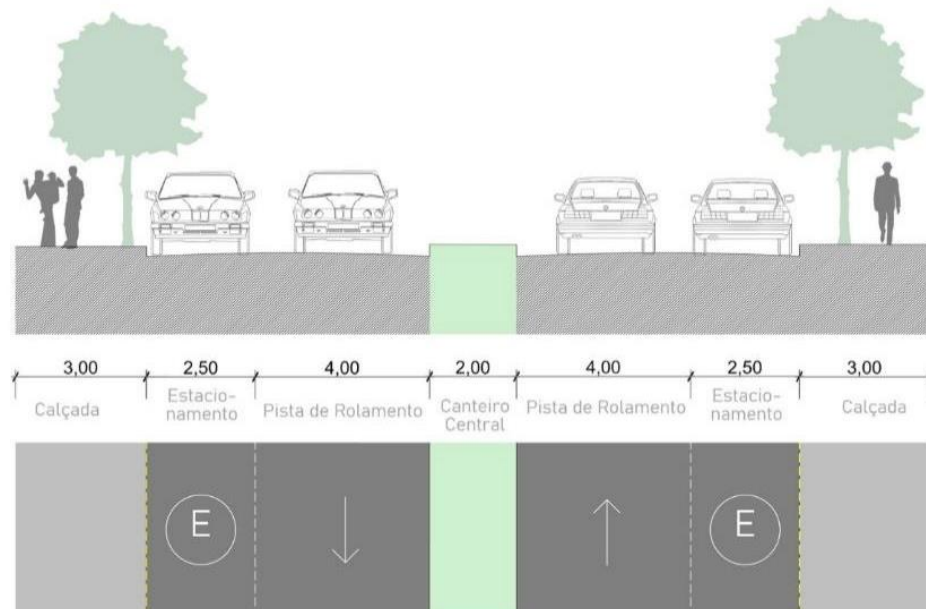 3,00 2,50 4,00 2,00 4,00 2,50 3,00
Calçada
Estacio-
namento
Pista de Rolamento
Canteiro
Central
Pista de Rolamento
Estacio-
namento
Calçada
E E